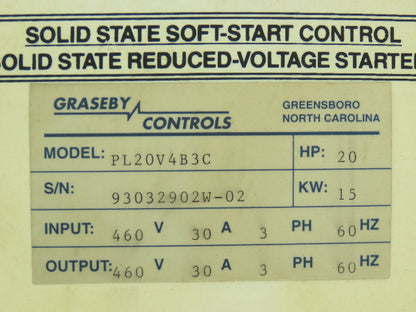 SOLID STATE SOFT-START CONTROL
SOLID STATE REDUCED-VOLTAGE STARTER
GRASEBY CONTROLS
GREENSBORO
NORTH CAROLINA
MODEL: PL20V4B3C HP: 20
S/N: 93032902W-02 KW: 15
INPUT: 460 V 30 A 3 PH 60 HZ
OUTPUT: 460 V 30 A 3 PH 60 HZ